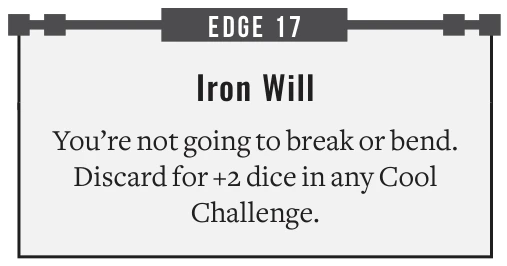 EDGE 17
Iron Will
You’re not going to break or bend.
Discard for +2 dice in any Cool
Challenge.